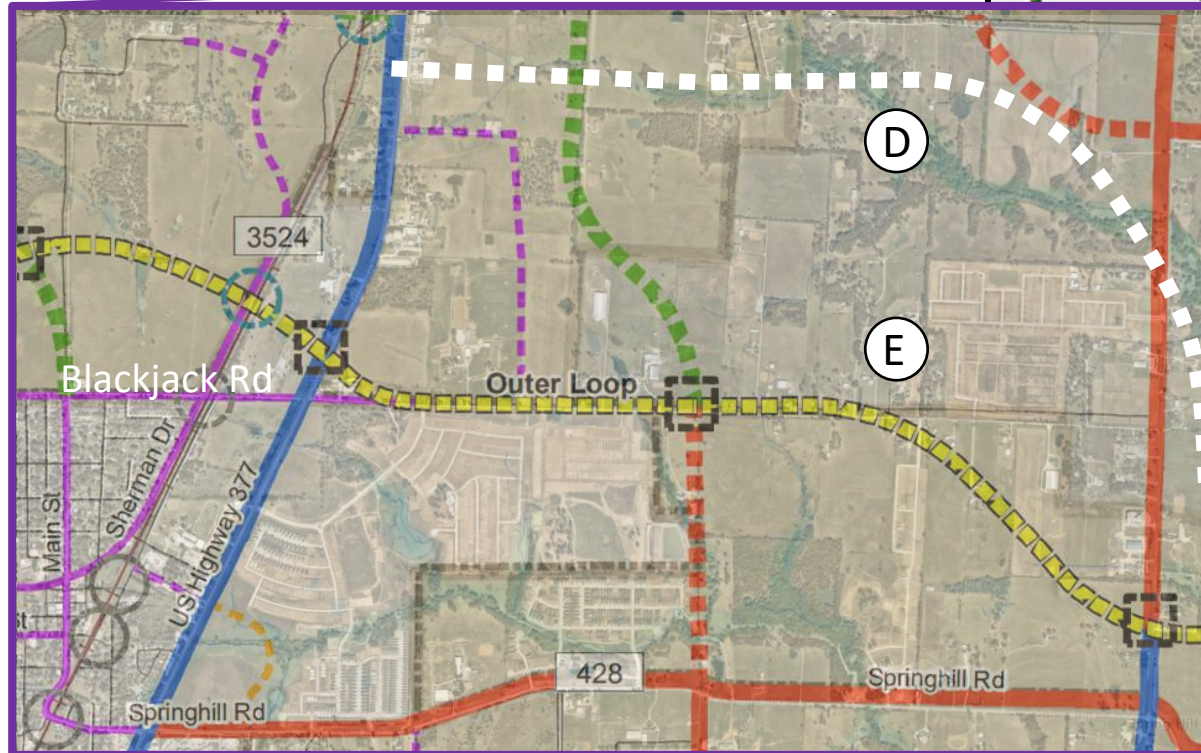 D
3524
E
Blackjack Rd
Outer Loop
Sherman Dr
Main St
US Highway 377
St
428
Springhill Rd
Springhill Rd